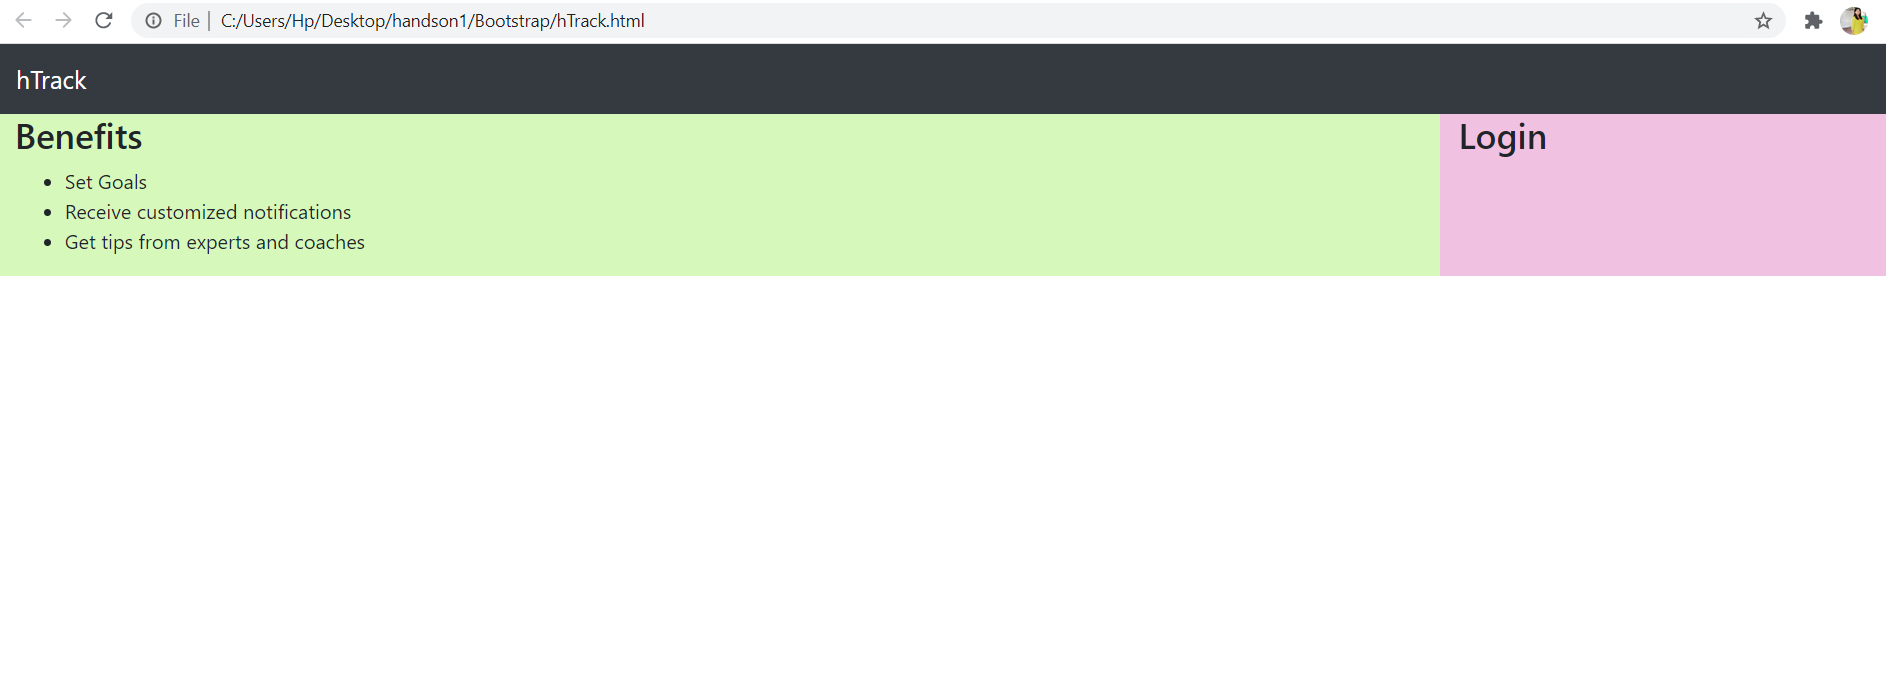 File | C:/Users/Hp/Desktop/handson1/Bootstrap/hTrack.html
hTrack
Benefits
• Set Goals
• Receive customized notifications
• Get tips from experts and coaches
Login